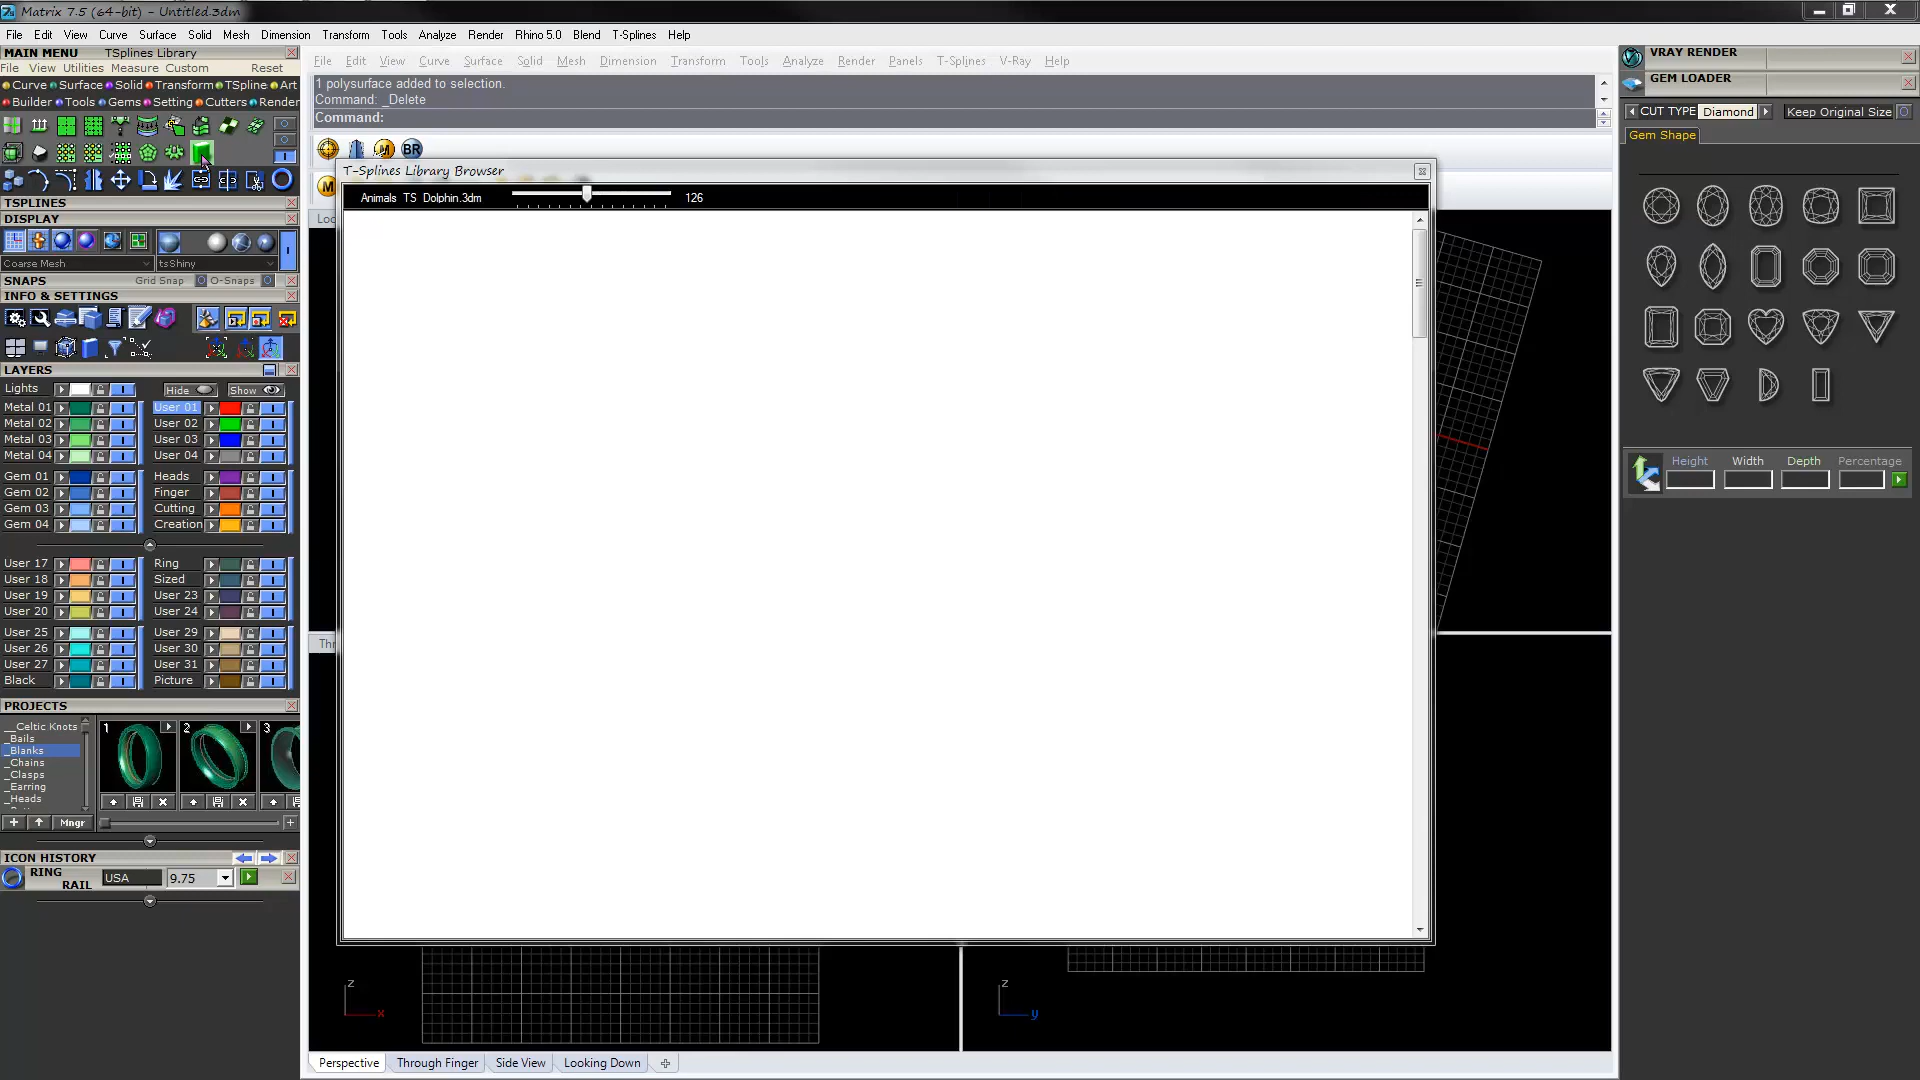 Matrix 7.5 (64-bit) - Untitled.3dm
File Edit View Curve Surface Solid Mesh Dimension Transform Tools Analyze Render Rhino 5.0 Blend T-Splines Help
MAIN MENU TSplines Library
File View Utilities Measure Custom Reset
Curve Surface Solid Transform TSpline Art
Builder Tools Gems Setting Cutters Render
TSPLINES
DISPLAY
Coarse Mesh tsShiny
SNAPS Grid Snap O-Snaps
INFO & SETTINGS
LAYERS
Lights Hide Show
Metal 01 User 01
Metal 02 User 02
Metal 03 User 03
Metal 04 User 04
Gem 01 Heads
Gem 02 Finger
Gem 03 Cutting
Gem 04 Creation
User 17 Ring
User 18 Sized
User 19 User 23
User 20 User 24
User 25 User 29
User 26 User 30
User 27 User 31
Black Picture
PROJECTS
__Celtic Knots
_Bails
_Blanks
_Chains
_Clasps
_Earring
_Heads
1 2 3
Mngr
ICON HISTORY
RING RAIL USA 9.75
File Edit View Curve Surface Solid Mesh Dimension Transform Tools Analyze Render Panels T-Splines V-Ray Help
1 polysurface added to selection.
Command: _Delete
Command:
M BR
M
T-Splines Library Browser
Animals TS Dolphin.3dm 126
Loo
Thr
z x
z y
Perspective Through Finger Side View Looking Down
VRAY RENDER
GEM LOADER
CUT TYPE Diamond Keep Original Size
Gem Shape
Height Width Depth Percentage